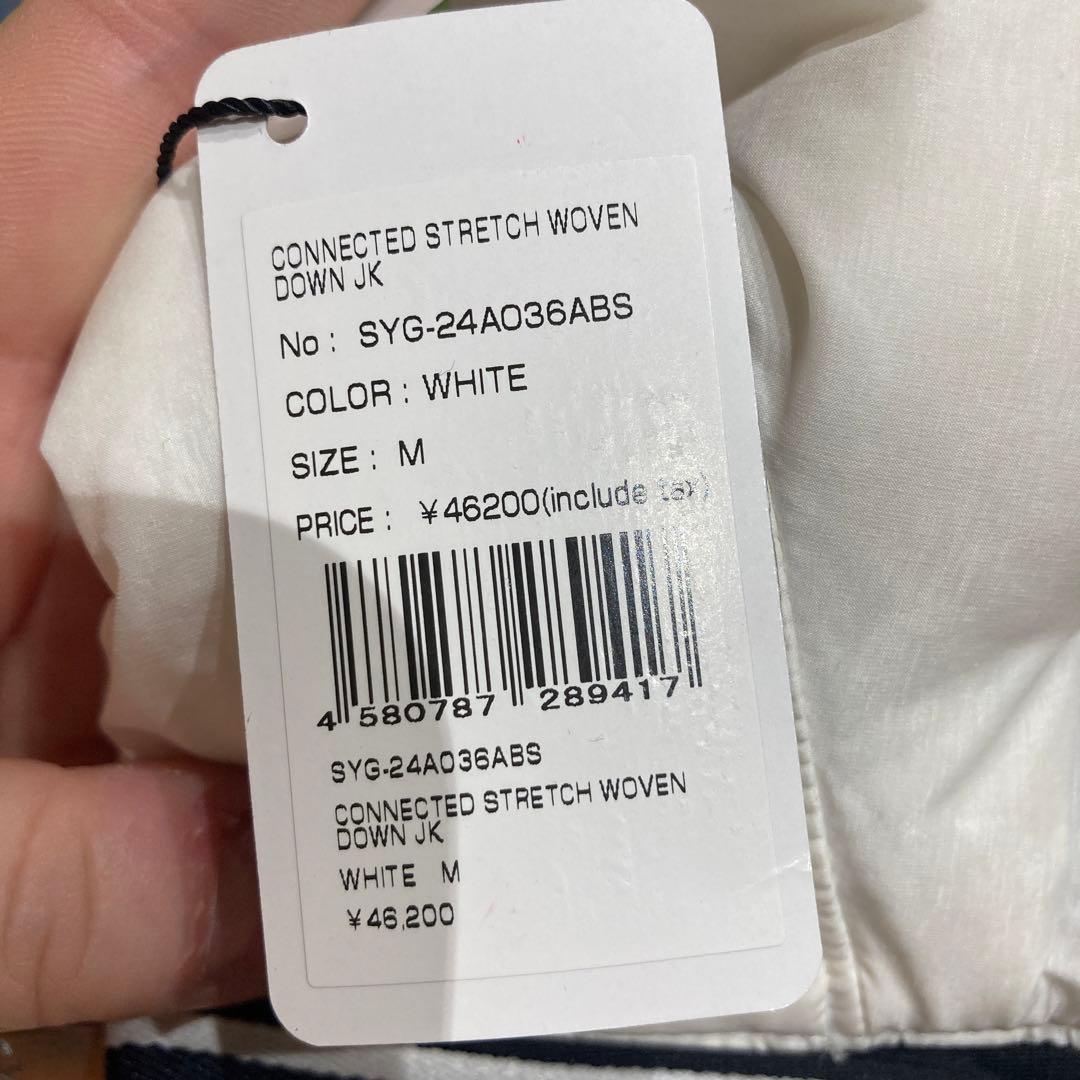 CONNECTED STRETCH WOVEN
DOWN JK
No : SYG-24A036ABS
COLOR : WHITE
SIZE : M
PRICE : ¥46200(include tax)
4 580787 289417
SYG-24A036ABS
CONNECTED STRETCH WOVEN
DOWN JK
WHITE M
¥46,200